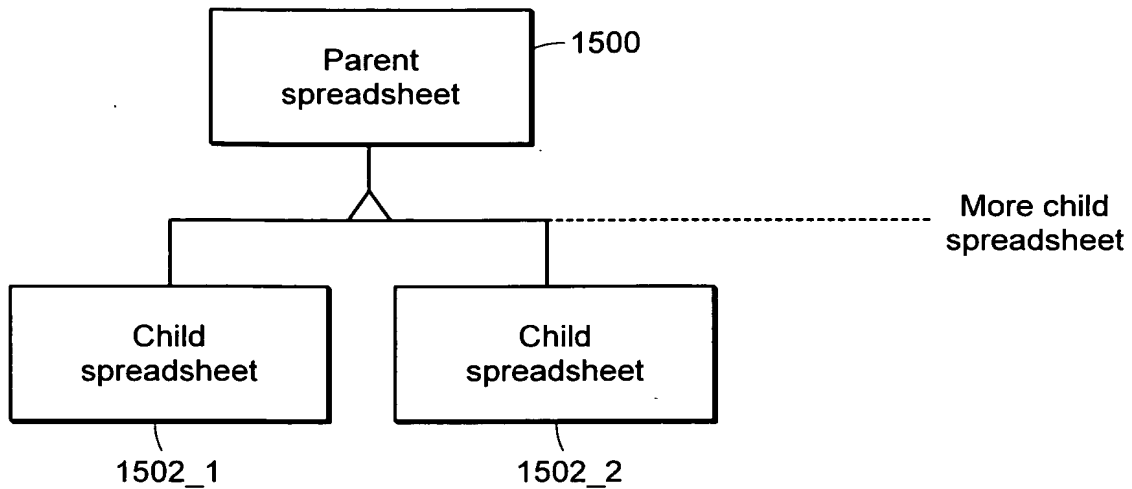 Parent
spreadsheet
1500
More child
spreadsheet
Child
spreadsheet
Child
spreadsheet
1502_1
1502_2